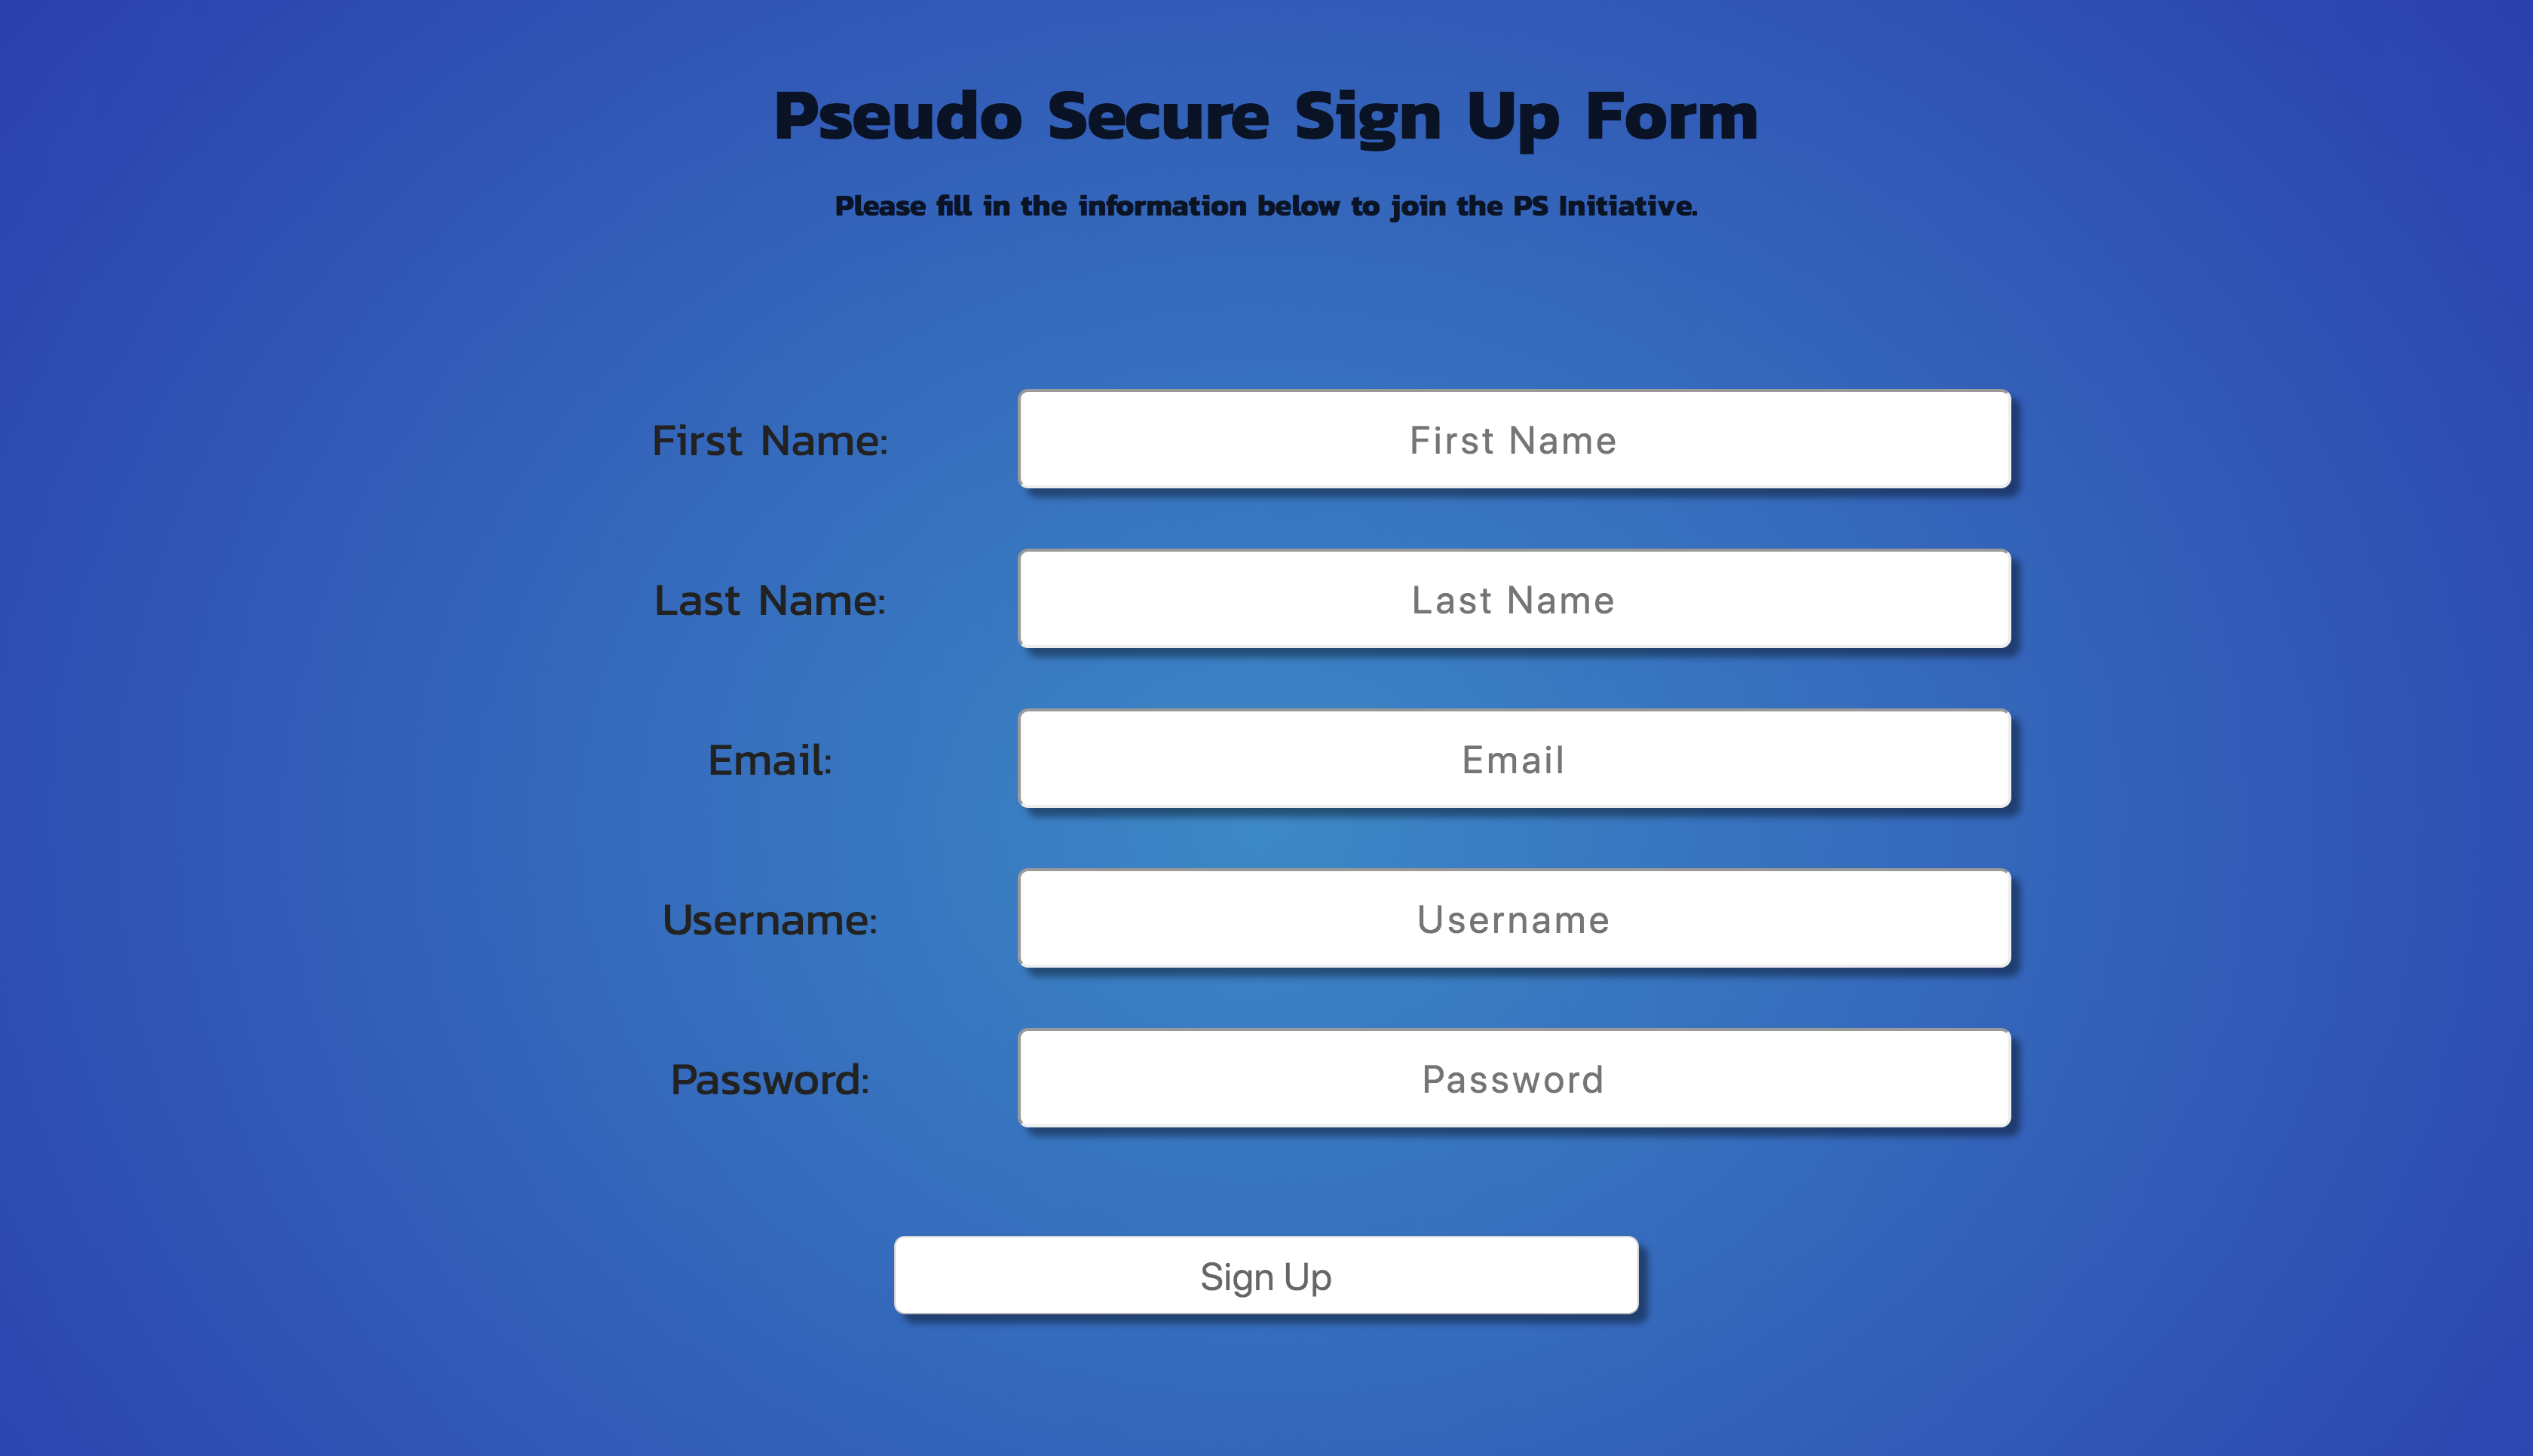 Pseudo Secure Sign Up Form
Please fill in the information below to join the PS Initiative.
First Name: First Name
Last Name: Last Name
Email: Email
Username: Username
Password: Password
Sign Up